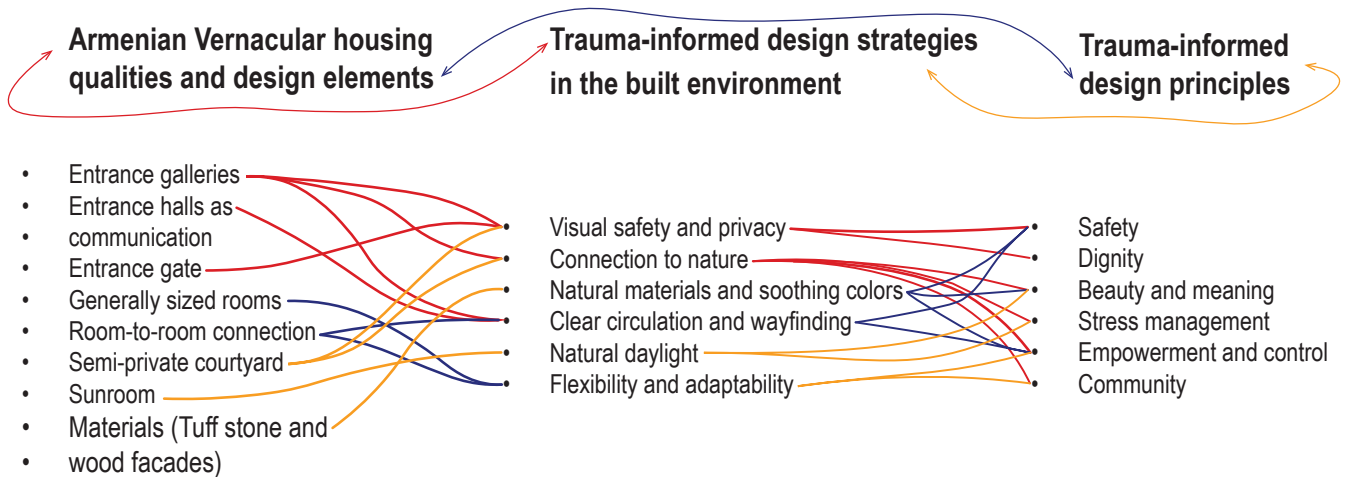 Armenian Vernacular housing
qualities and design elements
Trauma-informed design strategies
in the built environment
Trauma-informed
design principles
• Entrance galleries
• Entrance halls as
• communication
• Entrance gate
• Generally sized rooms
• Room-to-room connection
• Semi-private courtyard
• Sunroom
• Materials (Tuff stone and
• wood facades)
• Visual safety and privacy
• Connection to nature
• Natural materials and soothing colors
• Clear circulation and wayfinding
• Natural daylight
• Flexibility and adaptability
• Safety
• Dignity
• Beauty and meaning
• Stress management
• Empowerment and control
• Community